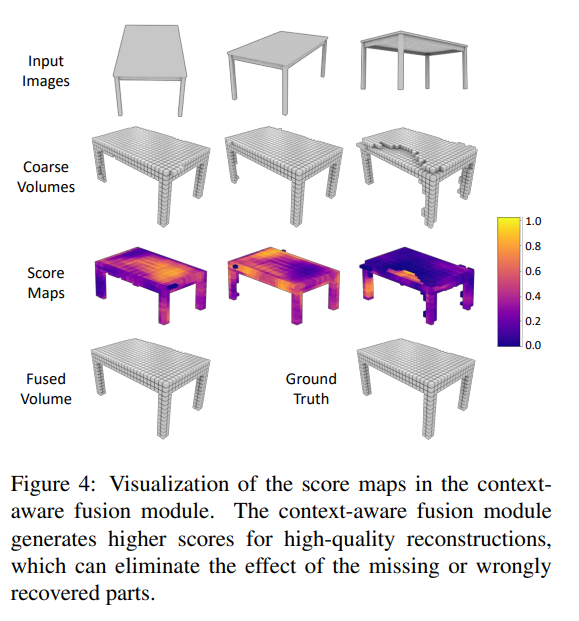 Input
Images
Coarse
Volumes
1.0
0.8
Score
Maps
0.6
0.4
0.2
0.0
Fused
Volume
Ground
Truth
Figure 4: Visualization of the score maps in the context-
aware fusion module. The context-aware fusion module
generates higher scores for high-quality reconstructions,
which can eliminate the effect of the missing or wrongly
recovered parts.